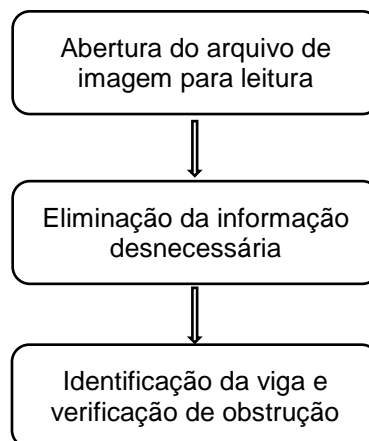 Abertura do arquivo de
imagem para leitura
Eliminação da informação
desnecessária
Identificação da viga e
verificação de obstrução